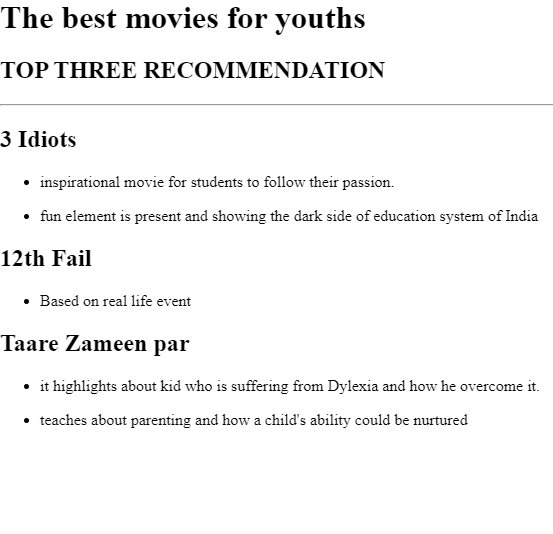 The best movies for youths
TOP THREE RECOMMENDATION
3 Idiots
inspirational movie for students to follow their passion.
fun element is present and showing the dark side of education system of India
12th Fail
Based on real life event
Taare Zameen par
it highlights about kid who is suffering from Dylexia and how he overcome it.
teaches about parenting and how a child's ability could be nurtured